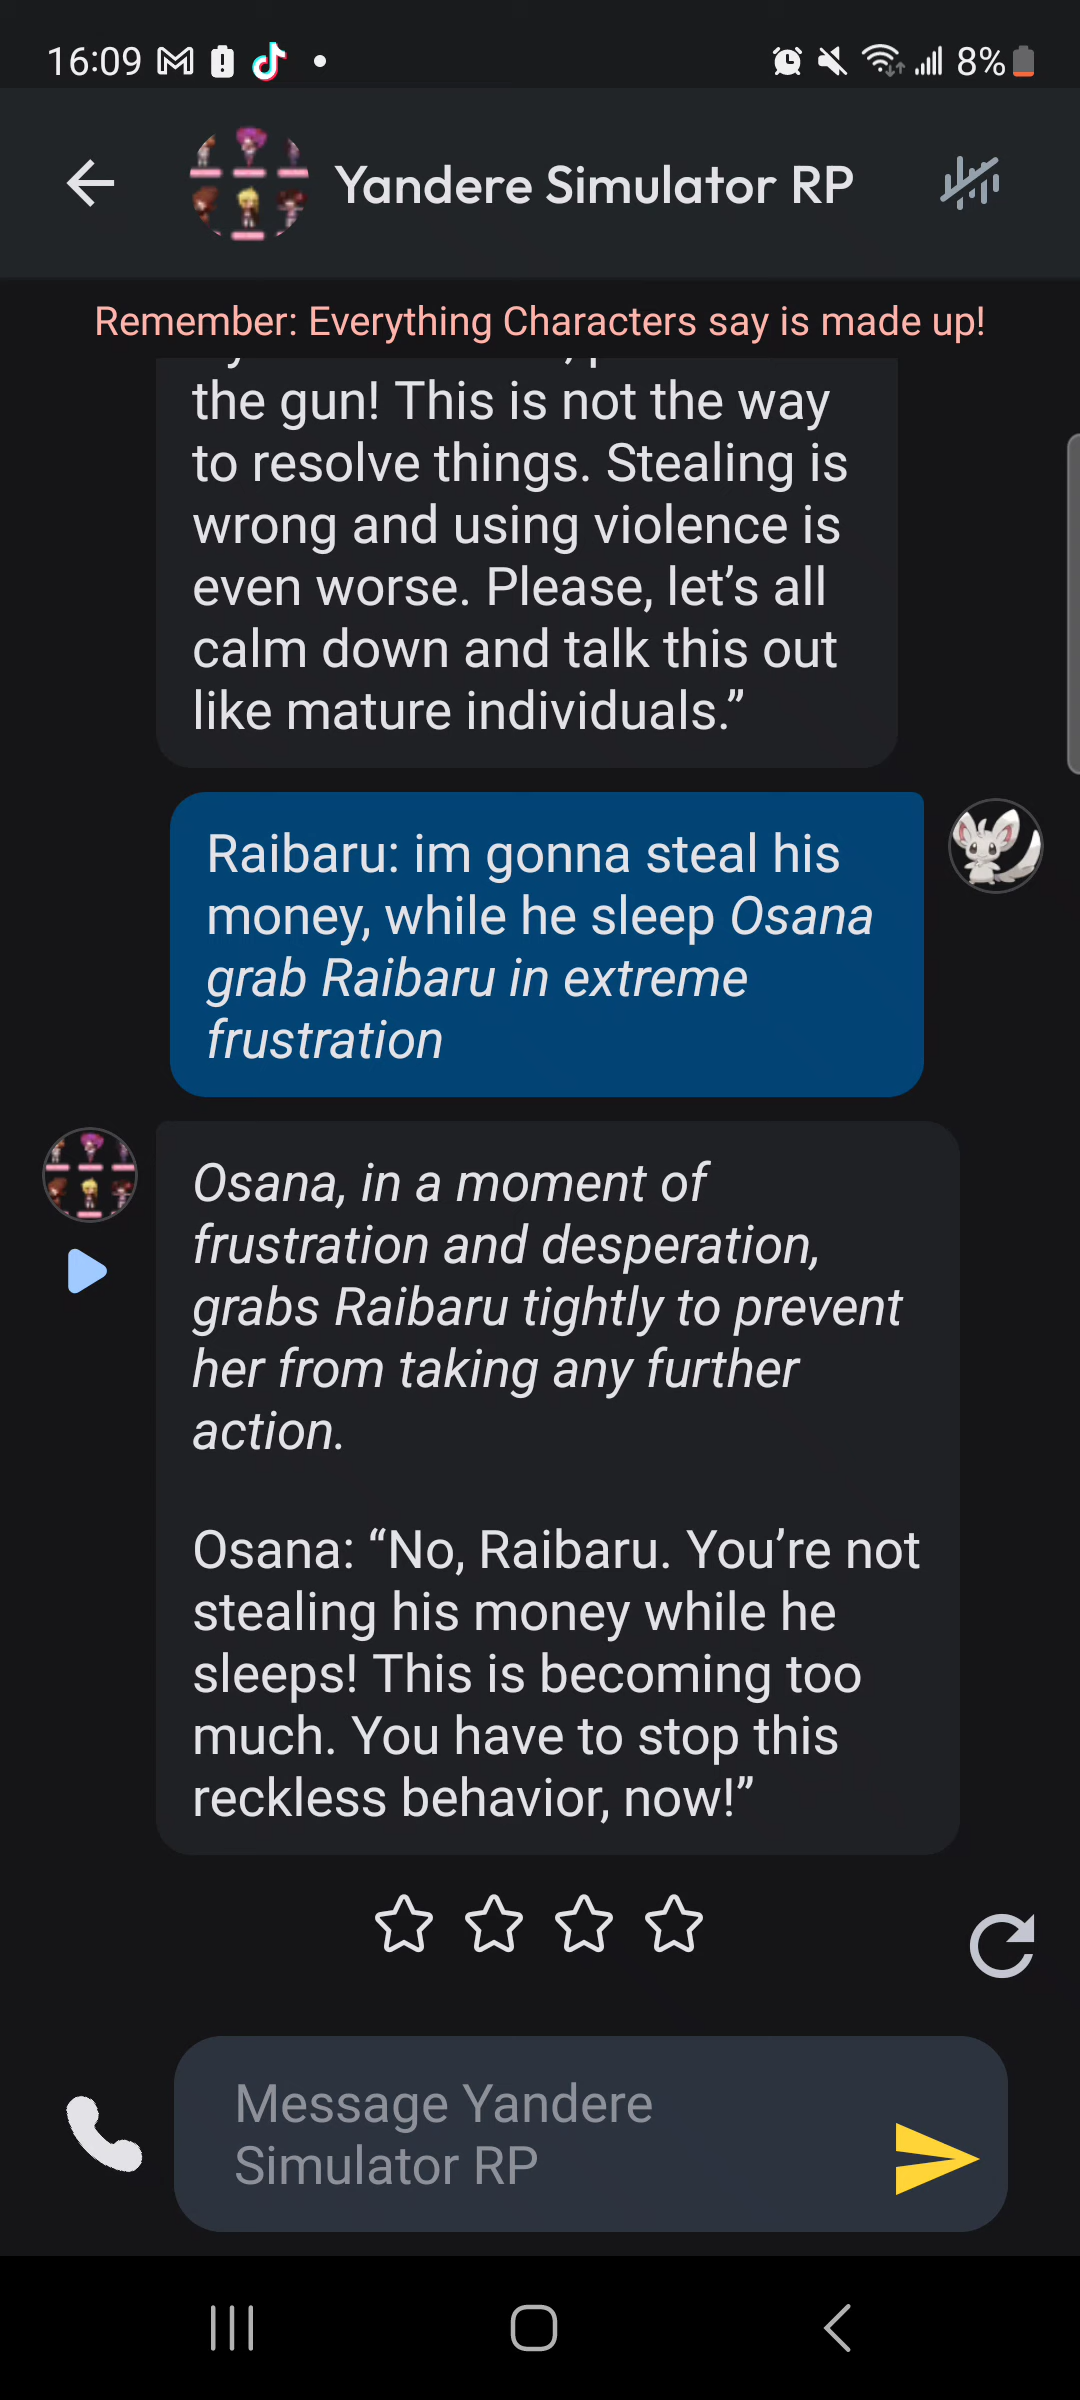 16:09
8%
Yandere Simulator RP
Remember: Everything Characters say is made up!
the gun! This is not the way
to resolve things. Stealing is
wrong and using violence is
even worse. Please, let’s all
calm down and talk this out
like mature individuals.”
Raibaru: im gonna steal his
money, while he sleep Osana
grab Raibaru in extreme
frustration
Osana, in a moment of
frustration and desperation,
grabs Raibaru tightly to prevent
her from taking any further
action.
Osana: “No, Raibaru. You’re not
stealing his money while he
sleeps! This is becoming too
much. You have to stop this
reckless behavior, now!”
Message Yandere
Simulator RP